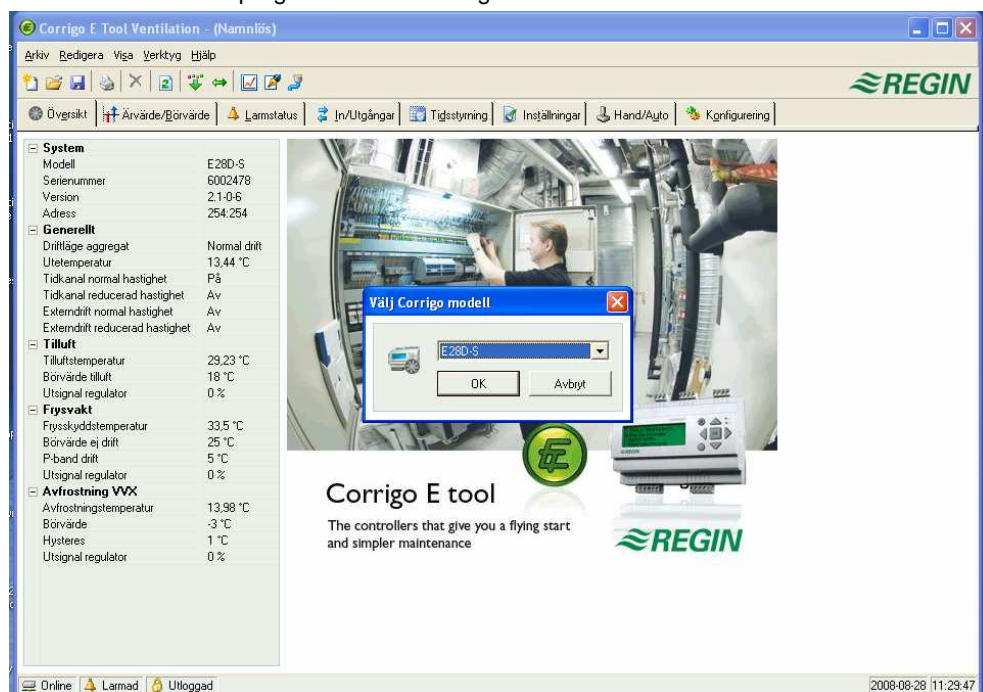 Corrigo E Tool Ventilation - (Namnlös)
Arkiv Redigera Visa Verktyg Hjälp
REGIN
Översikt Ärvärde/Börvärde Larmstatus In/Utgångar Tidsstyrning Inställningar Hand/Auto Konfigurering
System
Modell E28D-S
Serienummer 6002478
Version 2.1-0-6
Adress 254:254
Generellt
Driftläge aggregat Normal drift
Utetemperatur 13,44 °C
Tidkanal normal hastighet På
Tidkanal reducerad hastighet Av
Externdrift normal hastighet Av
Externdrift reducerad hastighet Av
Tilluft
Tilluftstemperatur 29,23 °C
Börvärde tilluft 18 °C
Utsignal regulator 0 %
Frysvakt
Frysskyddstemperatur 33,5 °C
Börvärde ej drift 25 °C
P-band drift 5 °C
Utsignal regulator 0 %
Avfrostning VVX
Avfrostningstemperatur 13,98 °C
Börvärde -3 °C
Hysteres 1 °C
Utsignal regulator 0 %
Välj Corrigo modell
E28D-S
OK Avbryt
Corrigo E tool
The controllers that give you a flying start
and simpler maintenance
REGIN
Online Larmad Utloggad 2008-08-28 11:29:47